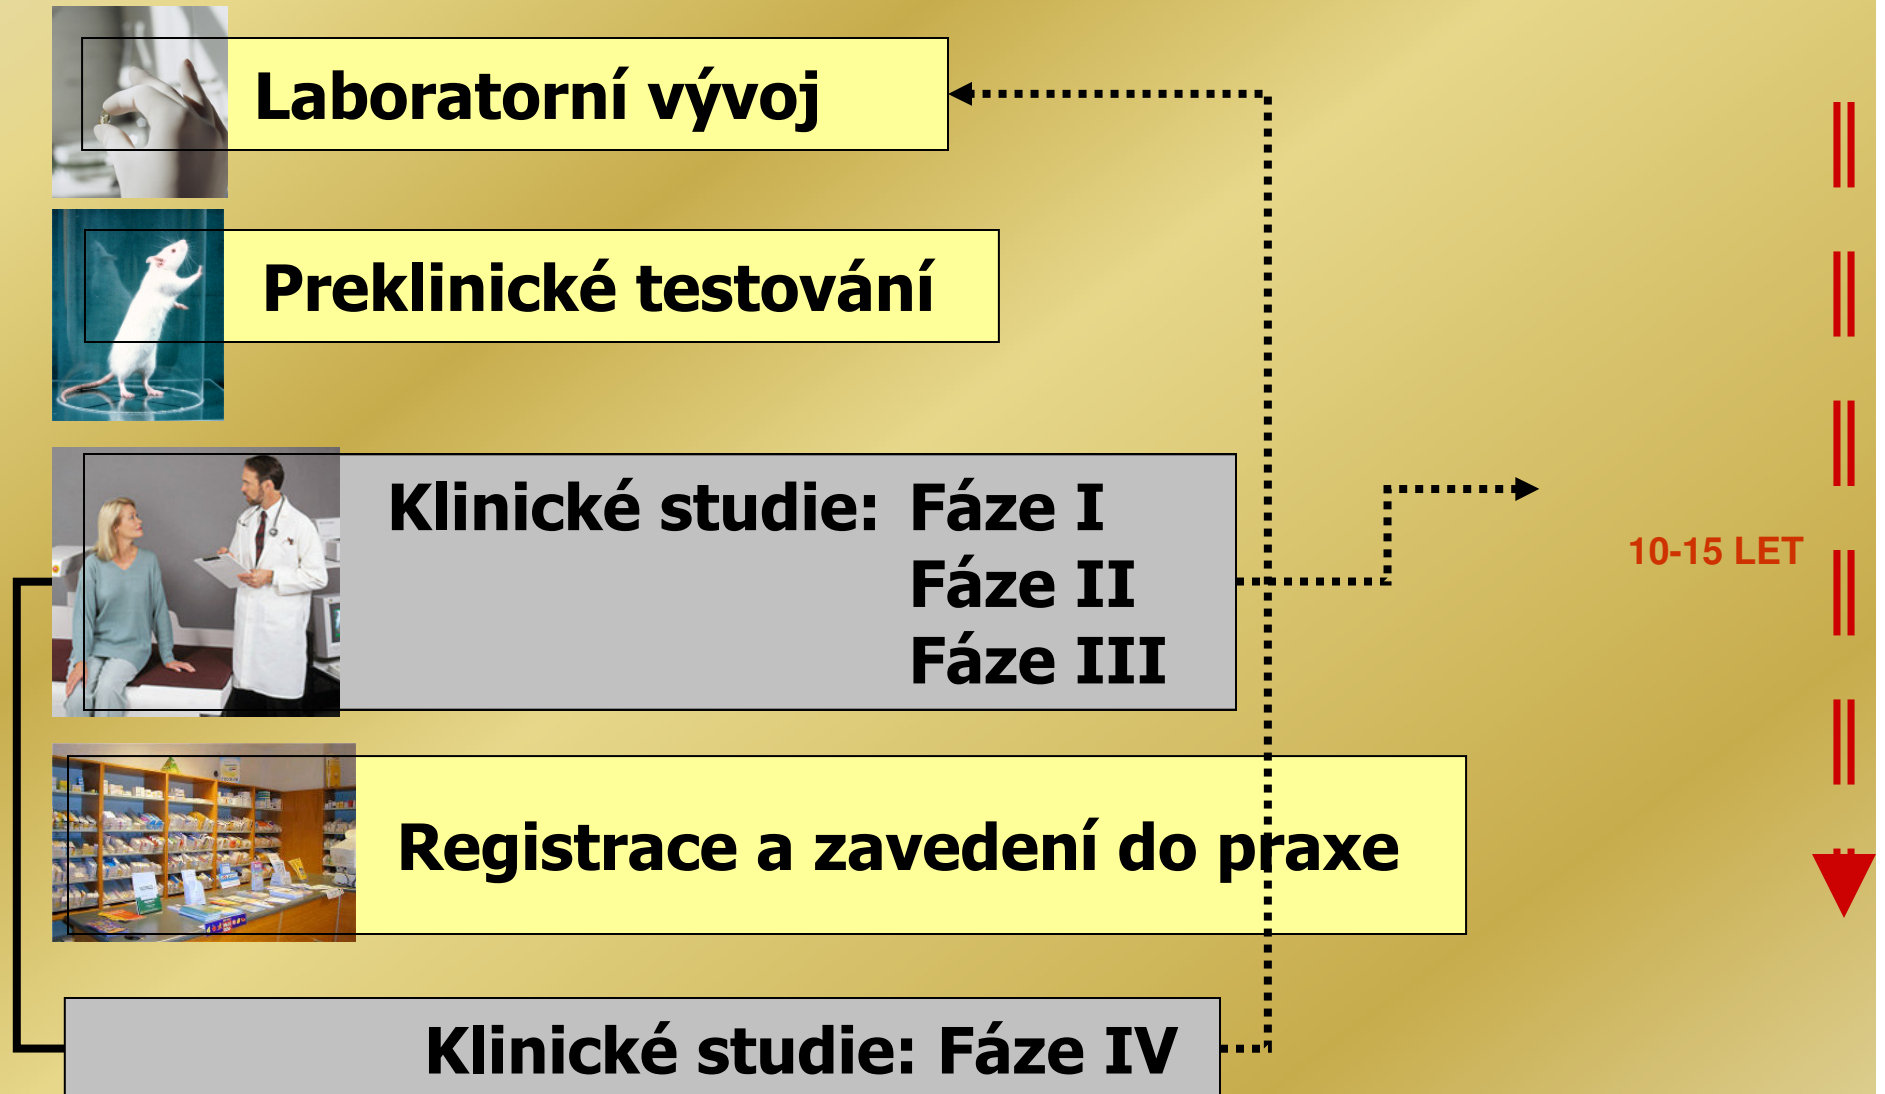 Laboratorní vývoj
Preklinické testování
Klinické studie: Fáze I
Fáze II
Fáze III
10-15 LET
Registrace a zavedení do praxe
Klinické studie: Fáze IV